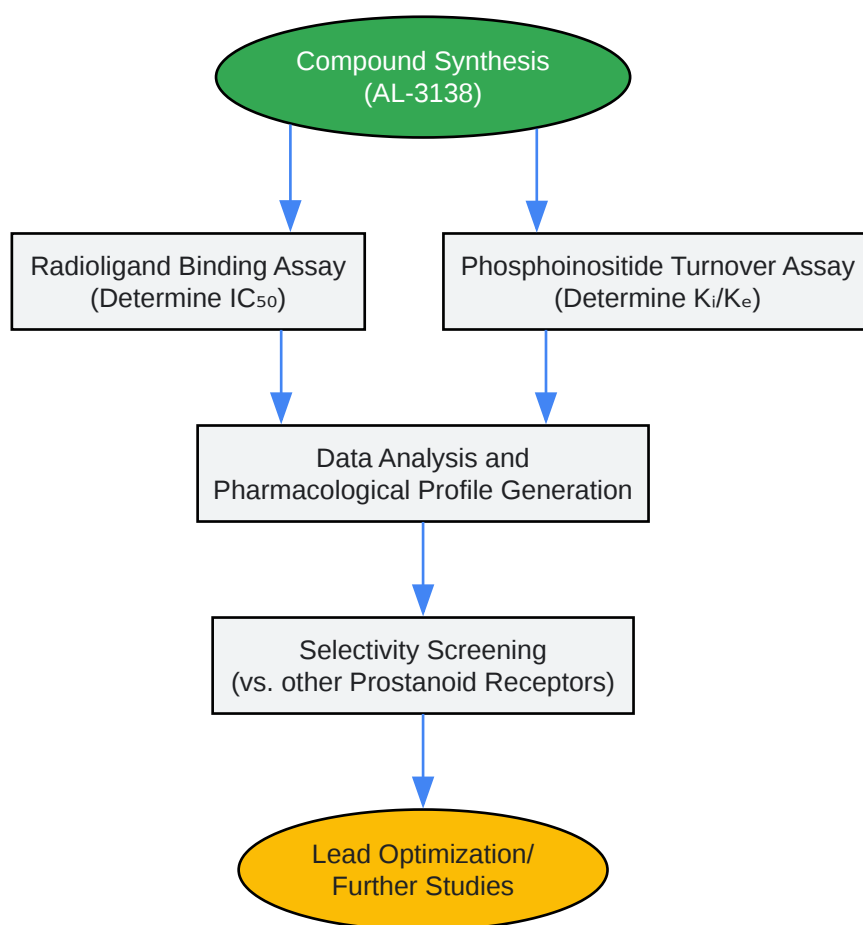 Compound Synthesis
(AL-3138)
Radioligand Binding Assay
(Determine IC₅₀)
Phosphoinositide Turnover Assay
(Determine Kᵢ/Kₑ)
Data Analysis and
Pharmacological Profile Generation
Selectivity Screening
(vs. other Prostanoid Receptors)
Lead Optimization/
Further Studies